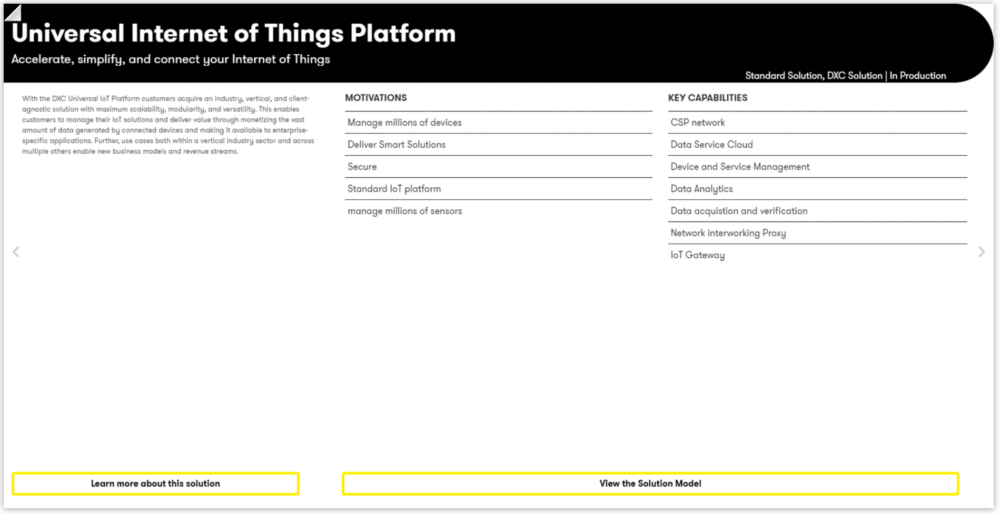 Universal Internet of Things Platform
Accelerate, simplify, and connect your Internet of Things
Standard Solution, DXC Solution | In Production
With the DXC Universal IoT Platform customers acquire an industry, vertical, and client-
agnostic solution with maximum scalability, modularity, and versatility. This enables
customers to manage their IoT solutions and deliver value through monetizing the vast
amount of data generated by connected devices and making it available to enterprise-
specific applications. Further, use cases both within a vertical industry sector and across
multiple others enable new business models and revenue streams.
MOTIVATIONS
Manage millions of devices
Deliver Smart Solutions
Secure
Standard IoT platform
manage millions of sensors
KEY CAPABILITIES
CSP network
Data Service Cloud
Device and Service Management
Data Analytics
Data acquistion and verification
Network interworking Proxy
IoT Gateway
Learn more about this solution
View the Solution Model